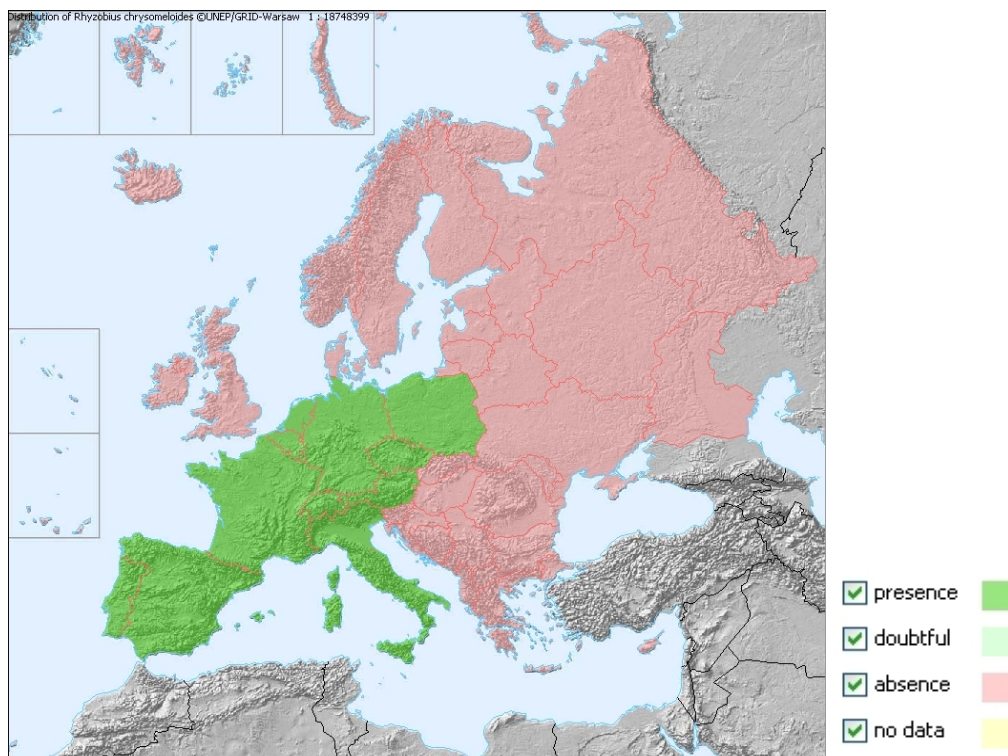 Distribution of Rhyzobius chrysomeloides ©UNEP/GRID-Warsaw 1 : 18748399
presence
doubtful
absence
no data